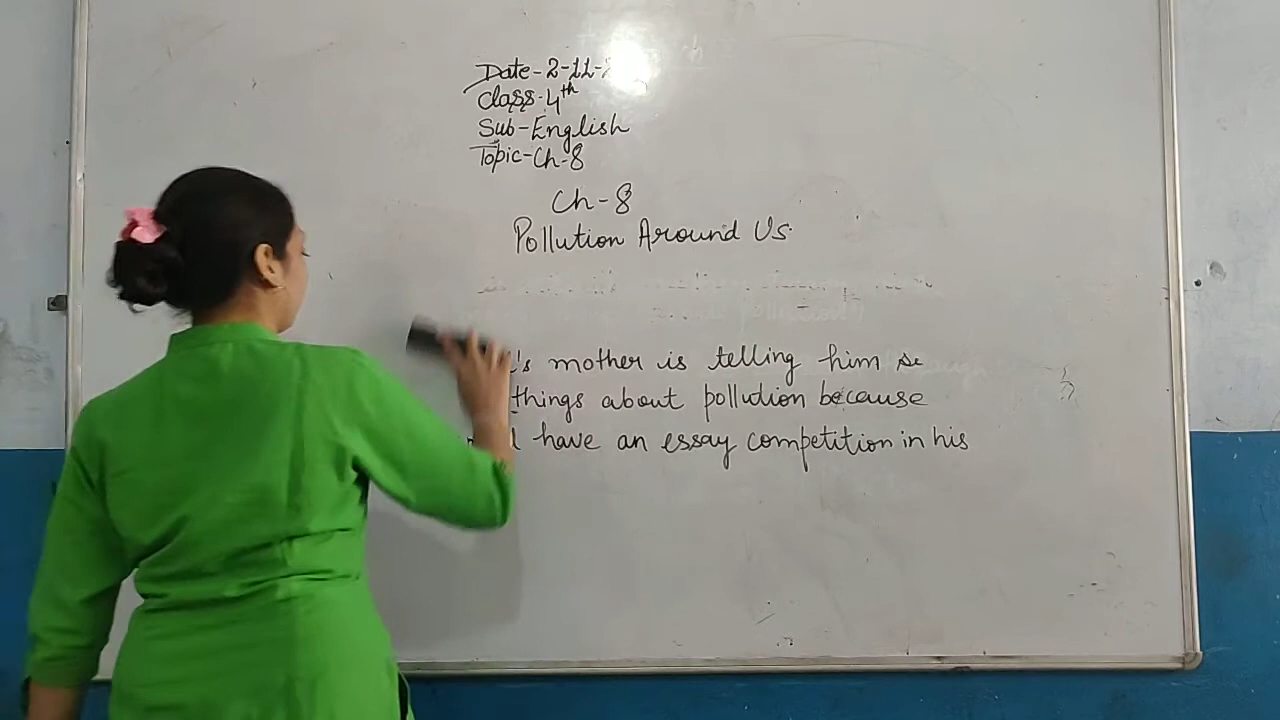 Date-2-11-
Class-4th
Sub-English
Topic-Ch-8
Ch-8
Pollution Around Us.
's mother is telling him se
things about pollution because
have an essay competition in his